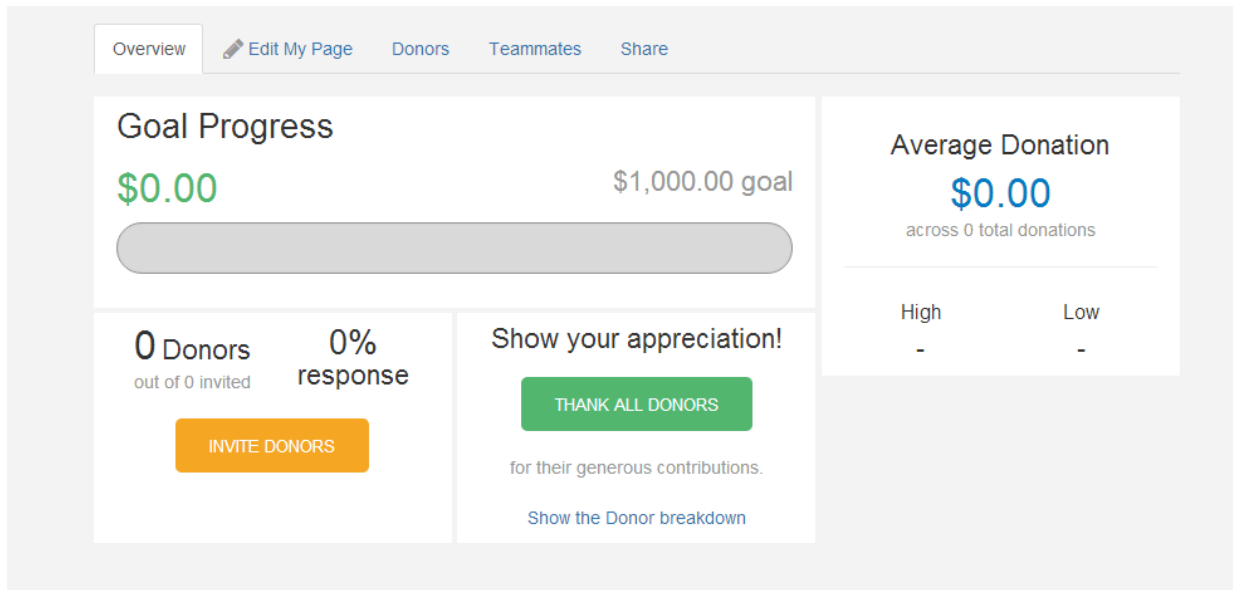 Overview Edit My Page Donors Teammates Share
Goal Progress
$0.00 $1,000.00 goal
Average Donation
$0.00
across 0 total donations
High Low
- -
0 Donors
out of 0 invited
0%
response
INVITE DONORS
Show your appreciation!
THANK ALL DONORS
for their generous contributions.
Show the Donor breakdown